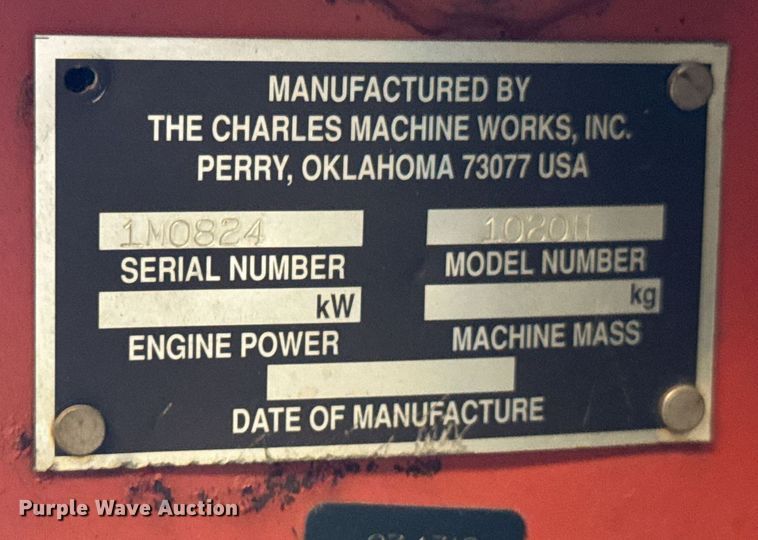 MANUFACTURED BY
THE CHARLES MACHINE WORKS, INC.
PERRY, OKLAHOMA 73077 USA
1M0824
1020H
SERIAL NUMBER
MODEL NUMBER
kW
kg
ENGINE POWER
MACHINE MASS
DATE OF MANUFACTURE
Purple Wave Auction